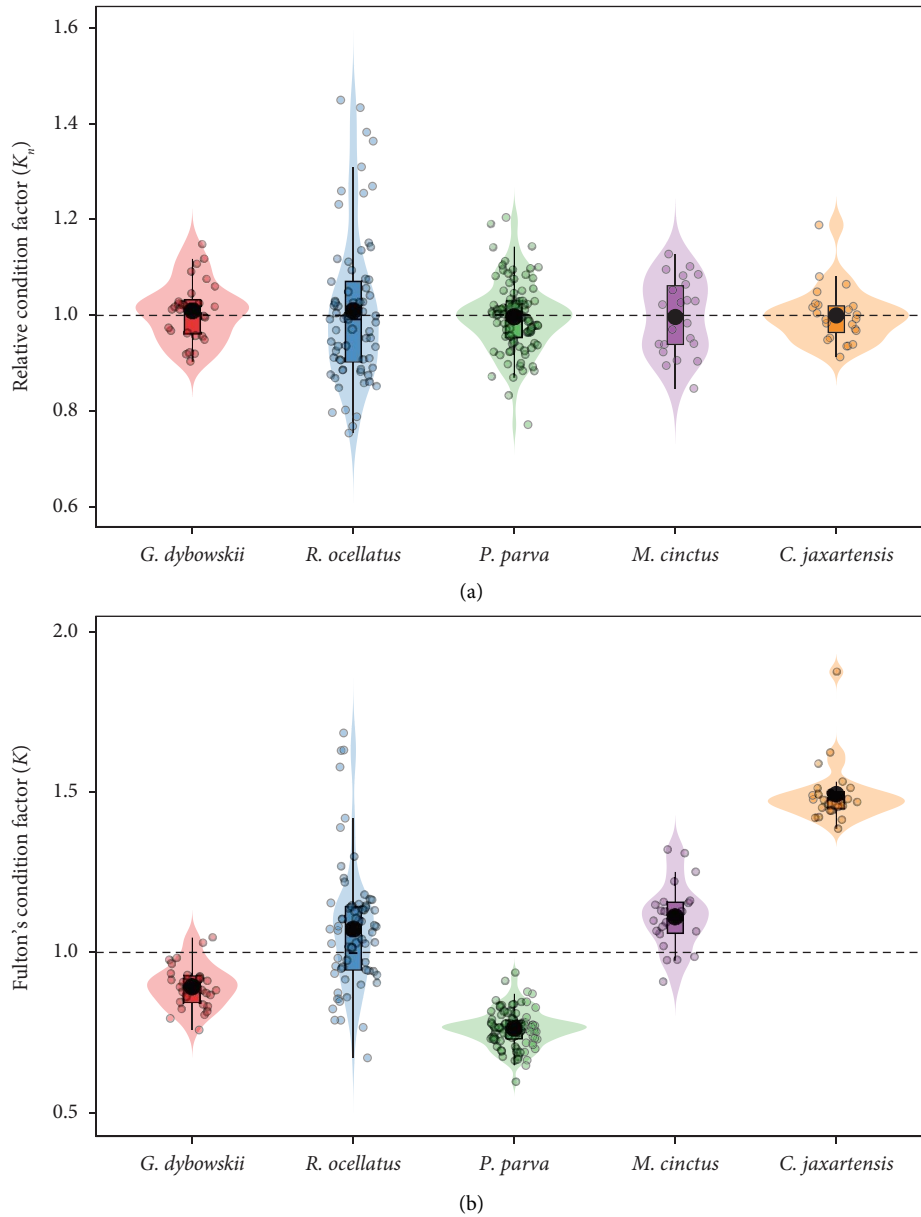 Relative condition factor (Kn)
1.6
1.4
1.2
1.0
0.8
0.6
G. dybowskii R. ocellatus P. parva M. cinctus C. jaxartensis
(a)
Fulton’s condition factor (K)
2.0
1.5
1.0
0.5
G. dybowskii R. ocellatus P. parva M. cinctus C. jaxartensis
(b)